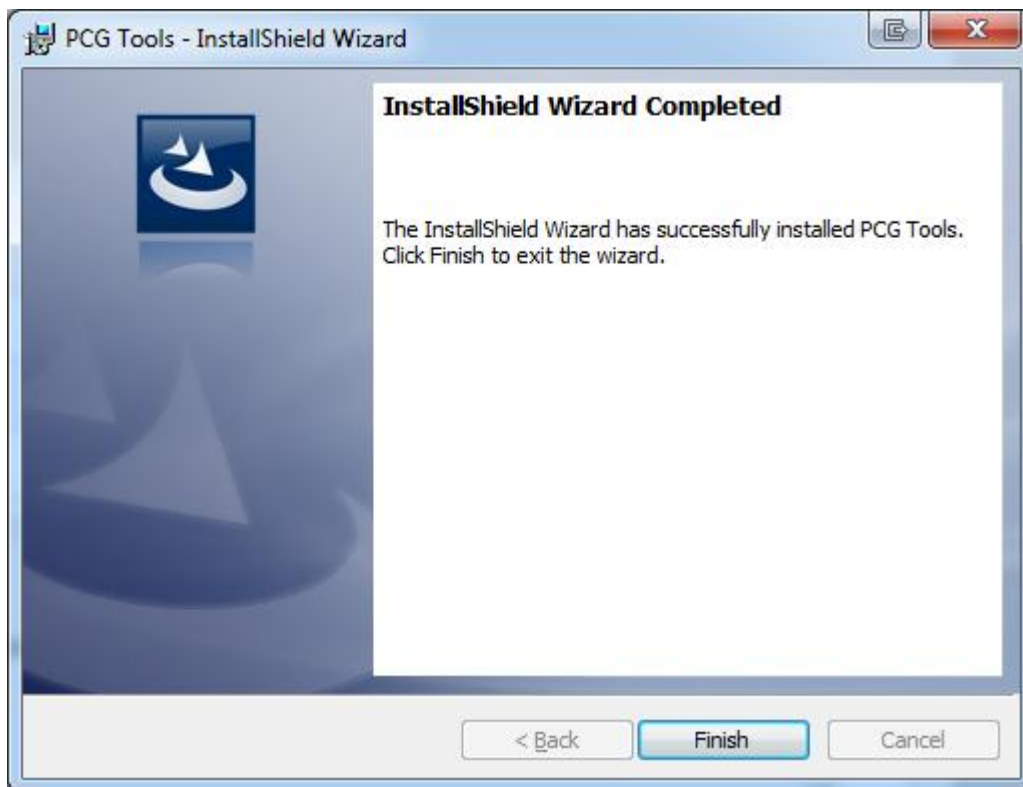 PCG Tools - InstallShield Wizard
InstallShield Wizard Completed
The InstallShield Wizard has successfully installed PCG Tools.
Click Finish to exit the wizard.
< Back
Finish
Cancel